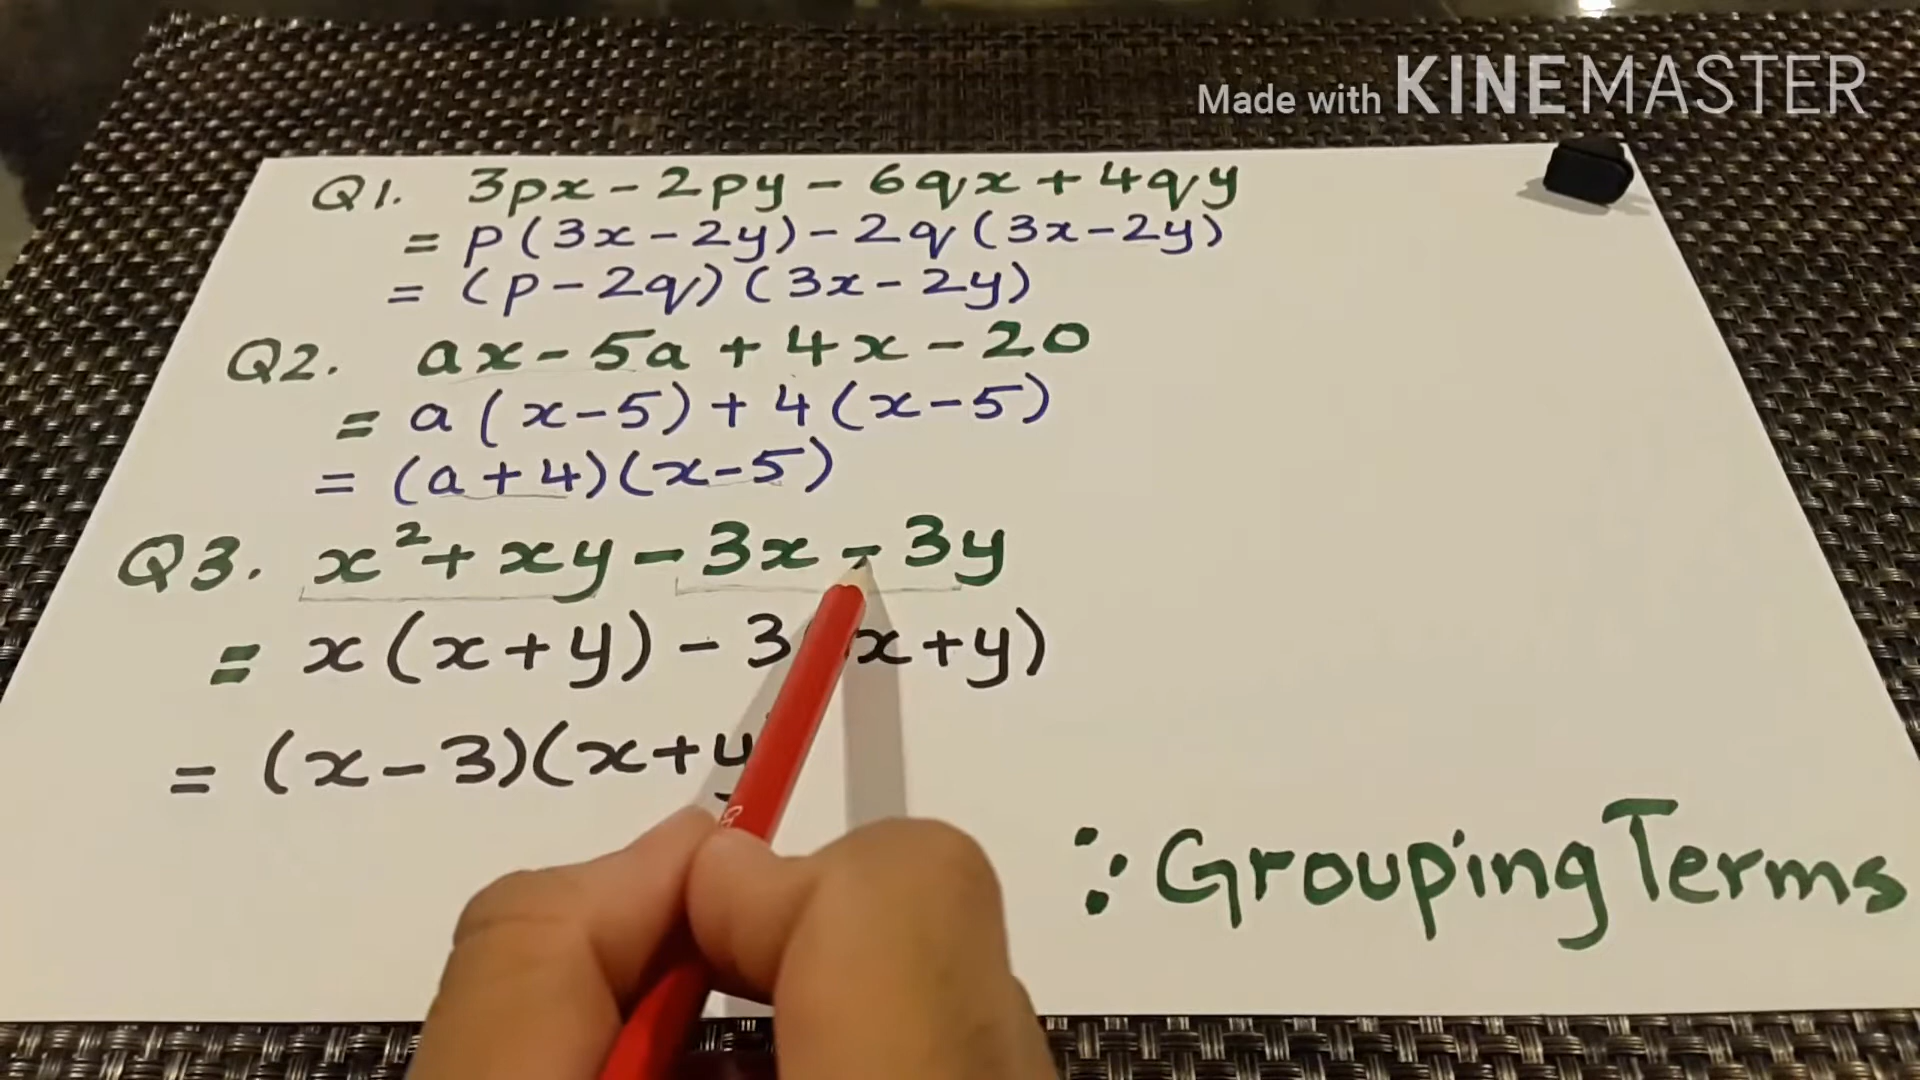 Made with KINEMASTER
Q1. 3px - 2py - 6qx + 4qy
= p(3x - 2y) - 2q(3x - 2y)
= (p - 2q)(3x - 2y)
Q2. ax - 5a + 4x - 20
= a(x - 5) + 4(x - 5)
= (a + 4)(x - 5)
Q3. x² + xy - 3x - 3y
= x(x + y) - 3(x + y)
= (x - 3)(x + y
∵ Grouping Terms